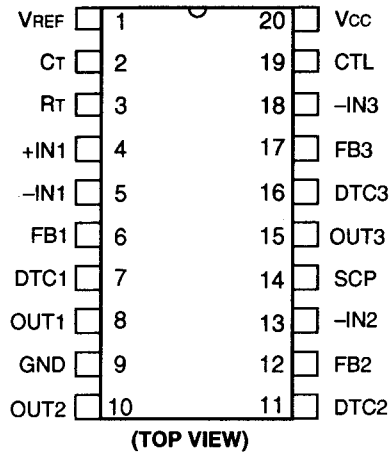 VREF 1 20 VCC
CT 2 19 CTL
RT 3 18 –IN3
+IN1 4 17 FB3
–IN1 5 16 DTC3
FB1 6 15 OUT3
DTC1 7 14 SCP
OUT1 8 13 –IN2
GND 9 12 FB2
OUT2 10 11 DTC2
(TOP VIEW)